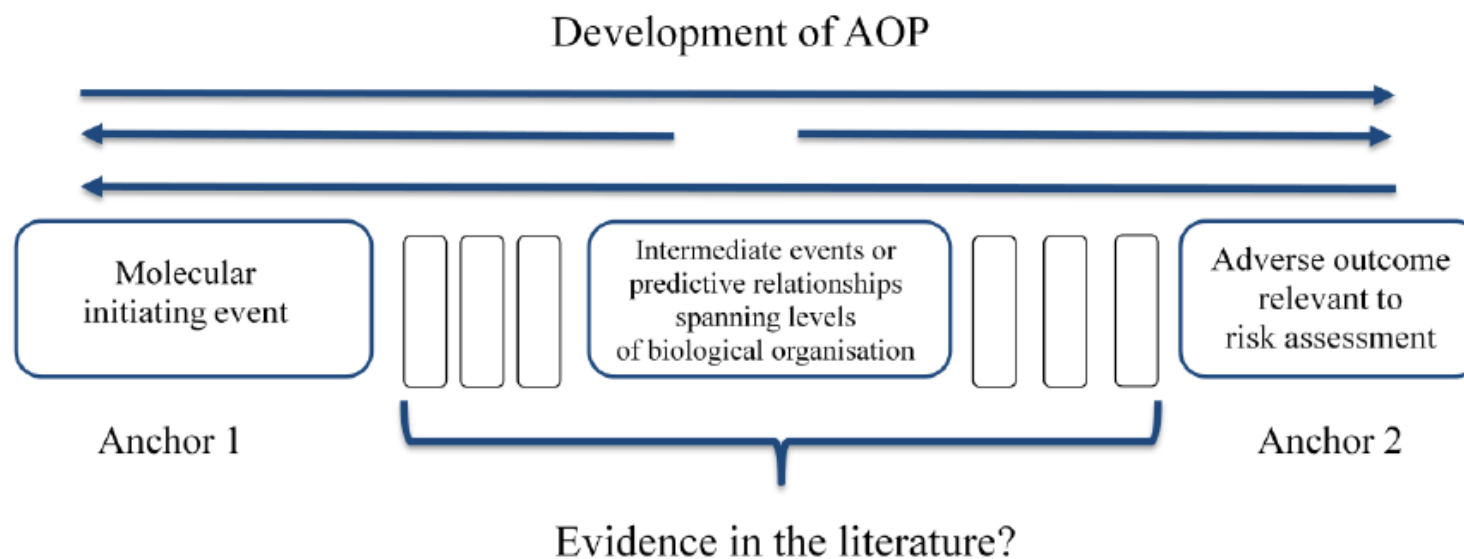 Development of AOP
Molecular
initiating event
Intermediate events or
predictive relationships
spanning levels
of biological organisation
Adverse outcome
relevant to
risk assessment
Anchor 1
Anchor 2
Evidence in the literature?